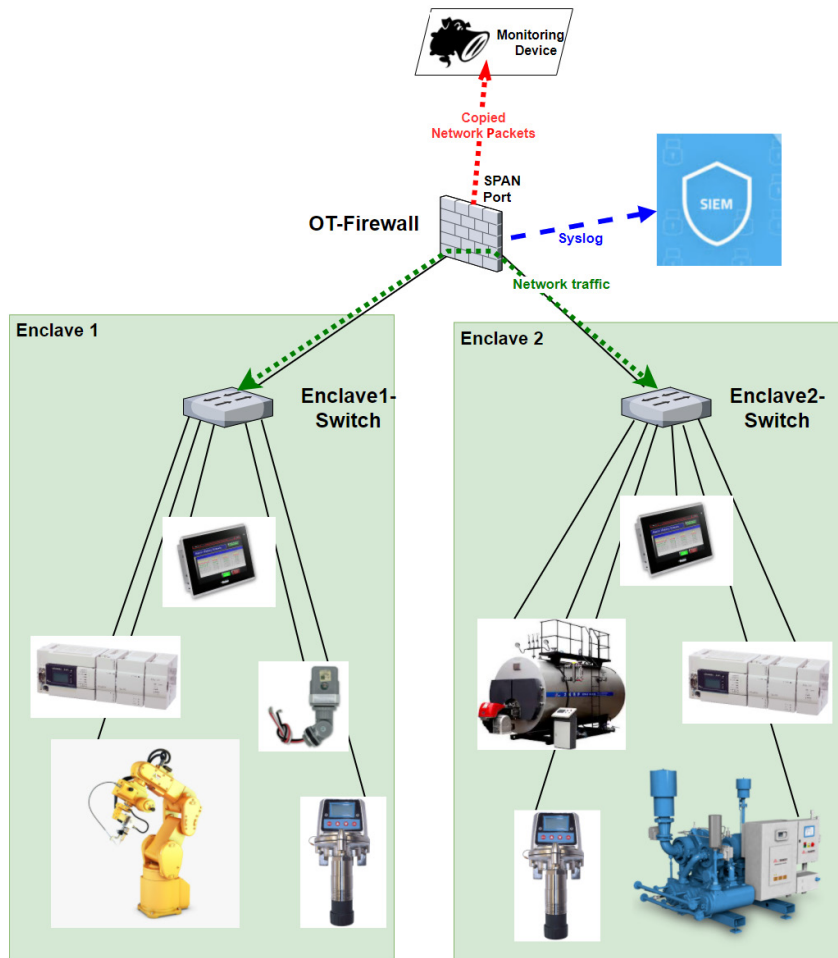 Monitoring
Device
Copied
Network Packets
SPAN
Port
OT-Firewall
SIEM
Syslog
Network traffic
Enclave 1
Enclave 2
Enclave1-
Switch
Enclave2-
Switch